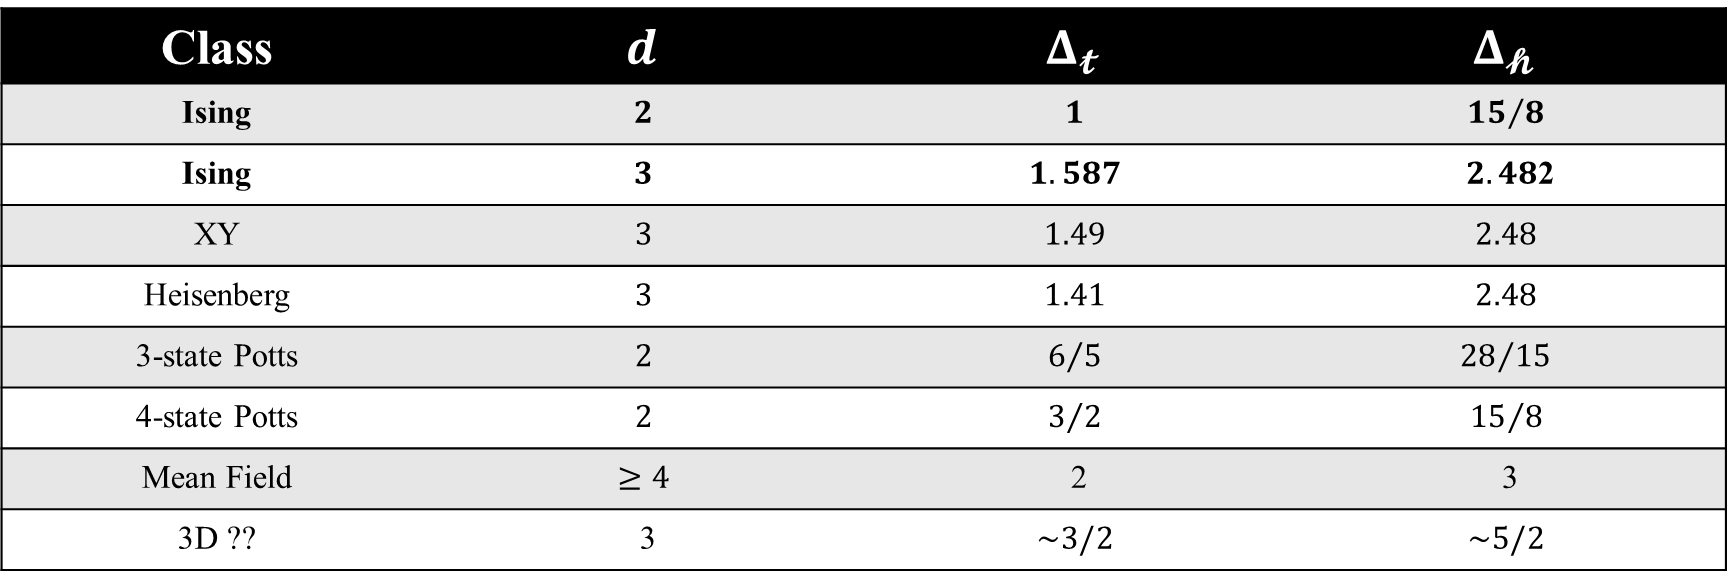 Class d Δ𝓉 Δ𝒽
Ising 2 1 15/8
Ising 3 1.587 2.482
XY 3 1.49 2.48
Heisenberg 3 1.41 2.48
3-state Potts 2 6/5 28/15
4-state Potts 2 3/2 15/8
Mean Field ≥ 4 2 3
3D ?? 3 ~3/2 ~5/2